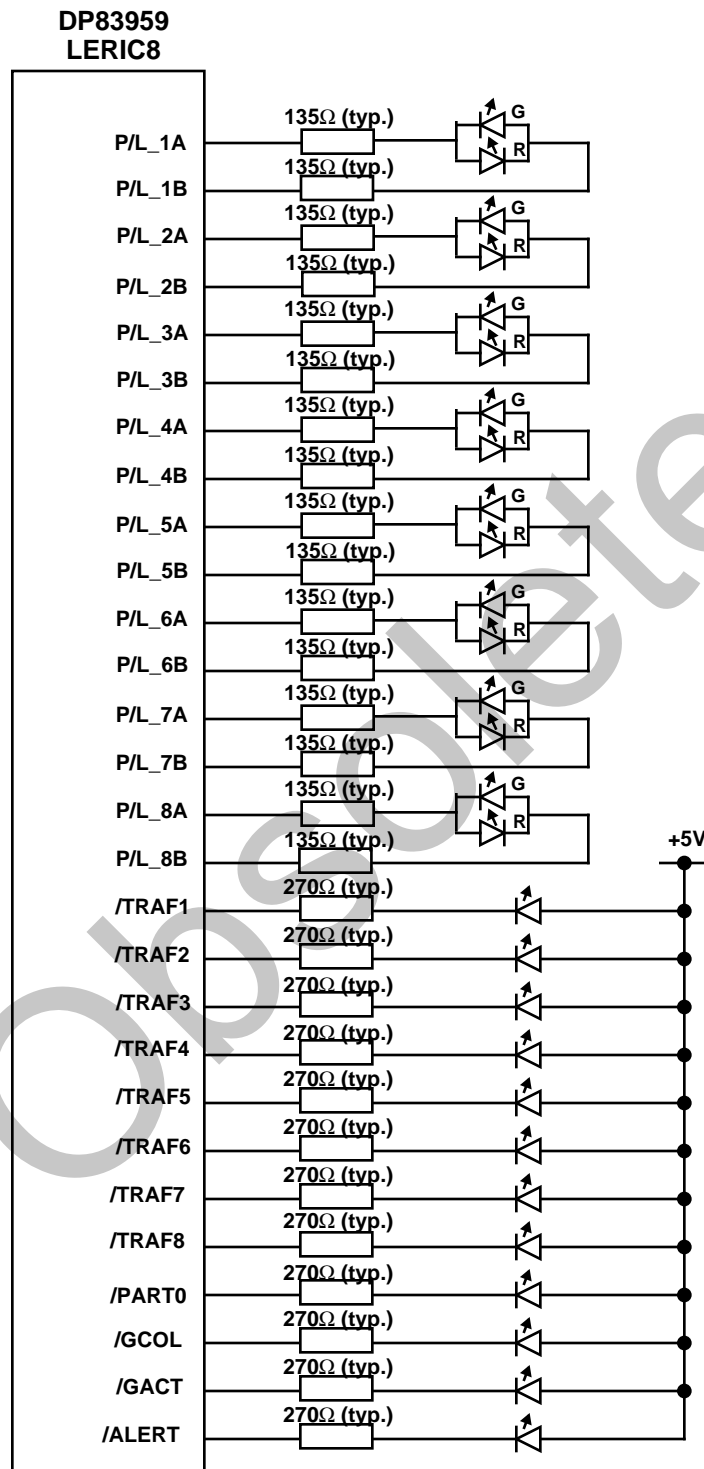 DP83959
LERIC8
135Ω (typ.)
G
P/L_1A
R
135Ω (typ.)
P/L_1B
135Ω (typ.)
G
P/L_2A
R
135Ω (typ.)
P/L_2B
135Ω (typ.)
G
P/L_3A
R
135Ω (typ.)
P/L_3B
135Ω (typ.)
G
P/L_4A
R
135Ω (typ.)
P/L_4B
135Ω (typ.)
G
P/L_5A
R
135Ω (typ.)
P/L_5B
135Ω (typ.)
G
P/L_6A
R
135Ω (typ.)
P/L_6B
135Ω (typ.)
G
P/L_7A
R
135Ω (typ.)
P/L_7B
135Ω (typ.)
G
P/L_8A
R
135Ω (typ.)
P/L_8B
+5V
270Ω (typ.)
/TRAF1
270Ω (typ.)
/TRAF2
270Ω (typ.)
/TRAF3
270Ω (typ.)
/TRAF4
270Ω (typ.)
/TRAF5
270Ω (typ.)
/TRAF6
270Ω (typ.)
/TRAF7
270Ω (typ.)
/TRAF8
270Ω (typ.)
/PART0
270Ω (typ.)
/GCOL
270Ω (typ.)
/GACT
270Ω (typ.)
/ALERT
Obsolete